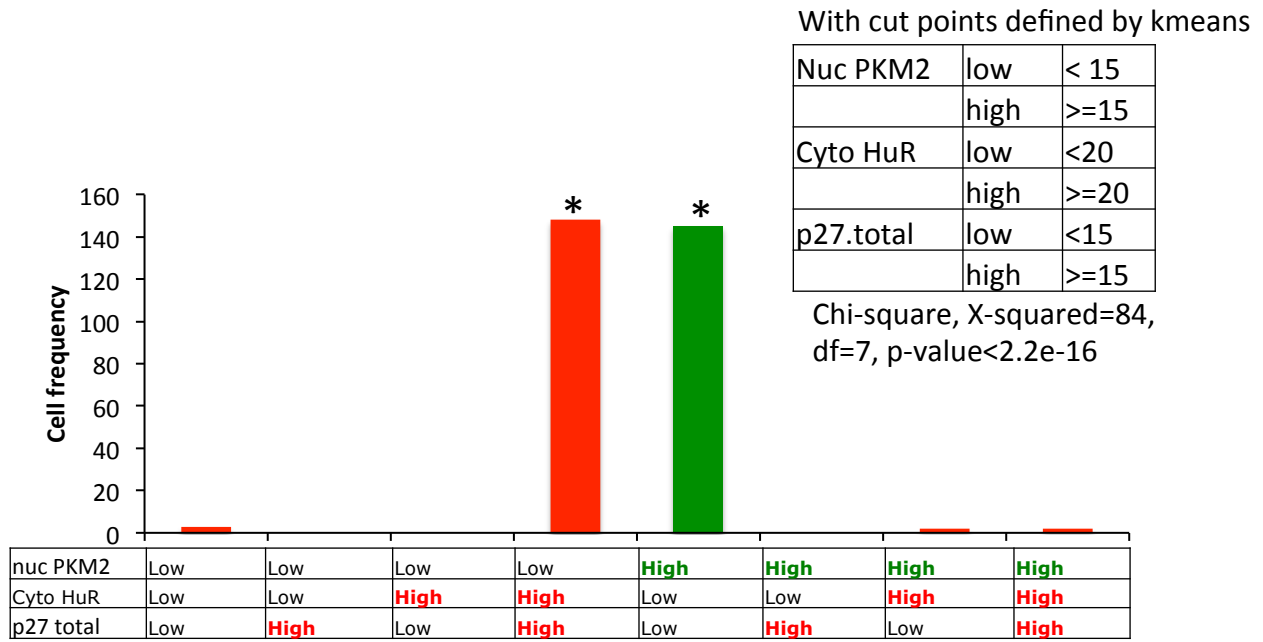 With cut points defined by kmeans
Nuc PKM2 low < 15
high >=15
Cyto HuR low <20
high >=20
p27.total low <15
high >=15
Chi-square, X-squared=84,
df=7, p-value<2.2e-16
Cell frequency
160
140
120
100
80
60
40
20
0
* *
nuc PKM2 Low Low Low Low High High High High
Cyto HuR Low Low High High Low Low High High
p27 total Low High Low High Low High Low High